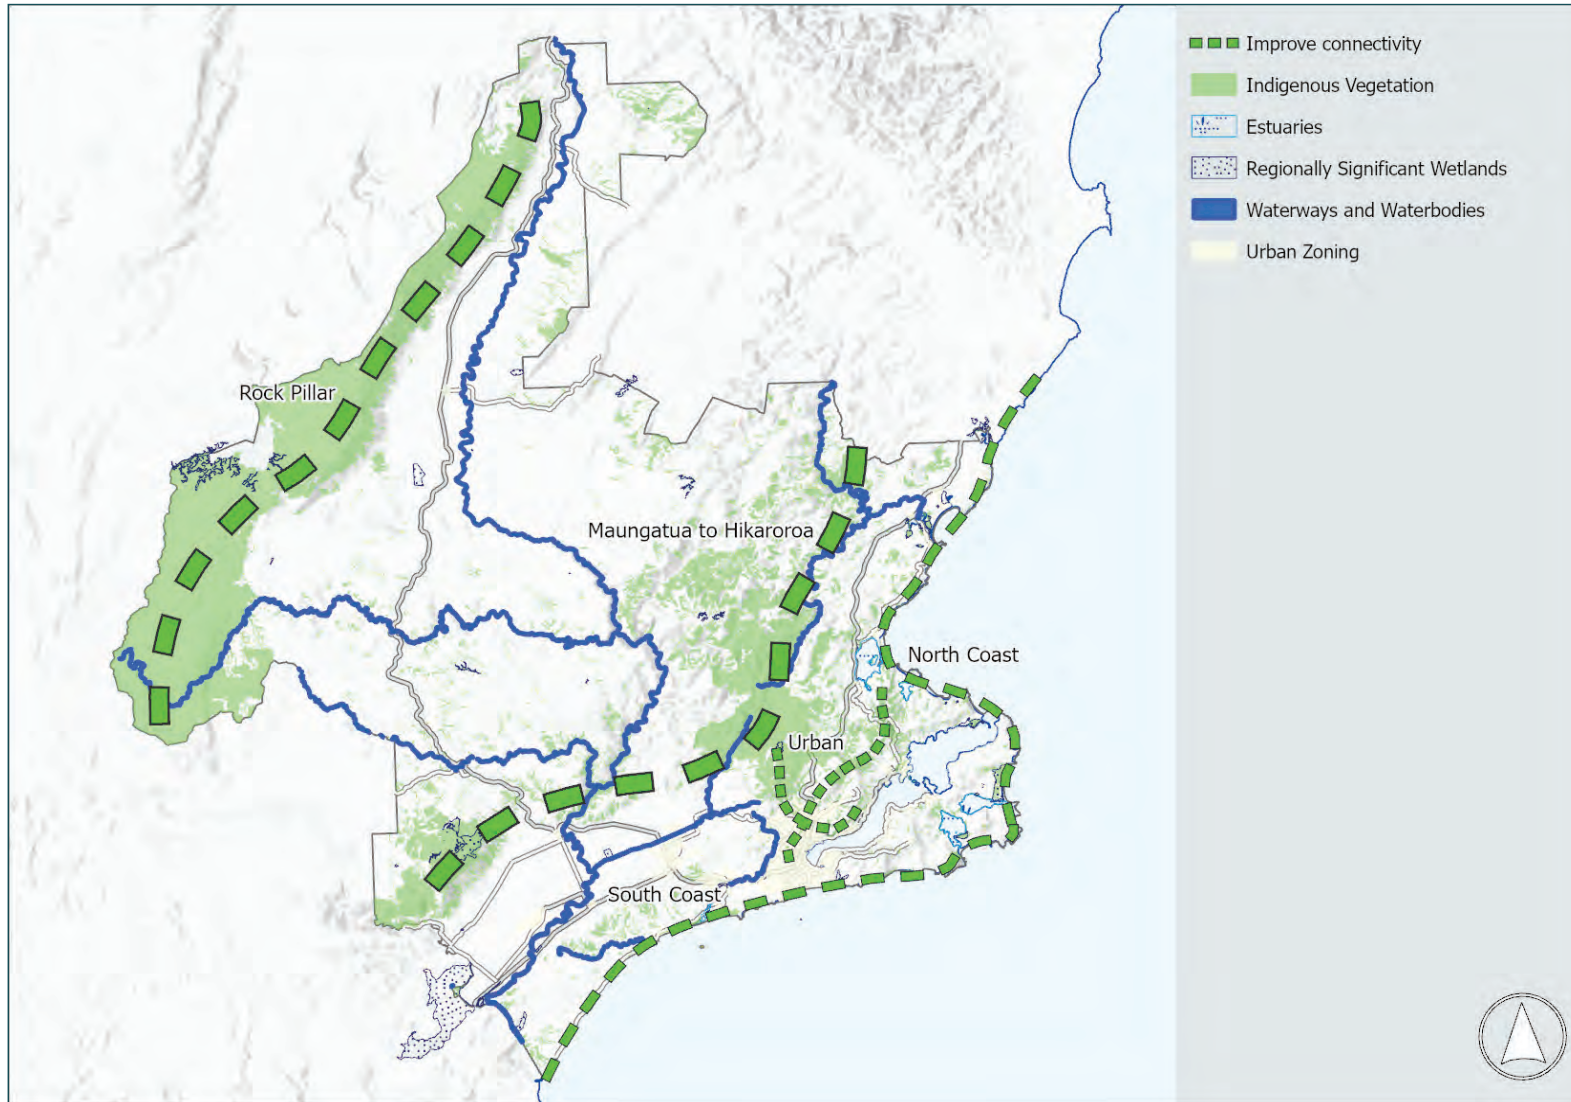 Improve connectivity
Indigenous Vegetation
Estuaries
Regionally Significant Wetlands
Waterways and Waterbodies
Urban Zoning
Rock Pillar
Maungatua to Hikaroroa
North Coast
Urban
South Coast